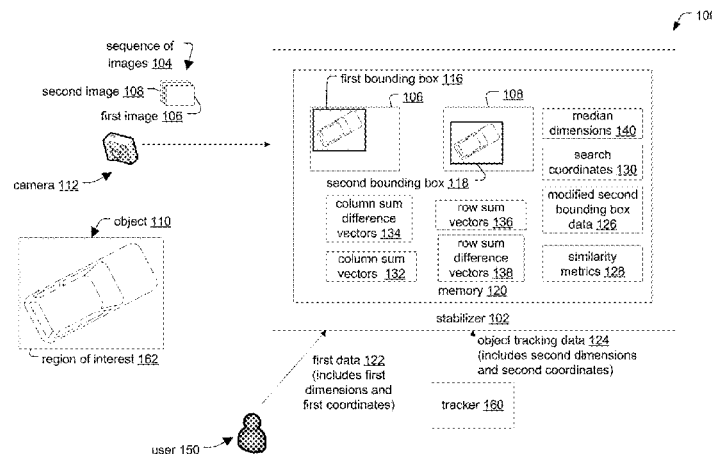 100
sequence of
images 104
second image 108
first image 106
camera 112
object 110
region of interest 162
first bounding box 116
106
108
second bounding box 118
median
dimensions 140
search
coordinates 130
modified second
bounding box
data 126
similarity
metrics 128
column sum
difference
vectors 134
row sum
vectors 136
column sum
vectors 132
row sum
difference
vectors 138
memory 120
stabilizer 102
first data 122
(includes first
dimensions and
first coordinates)
object tracking data 124
(includes second dimensions
and second coordinates)
tracker 160
user 150